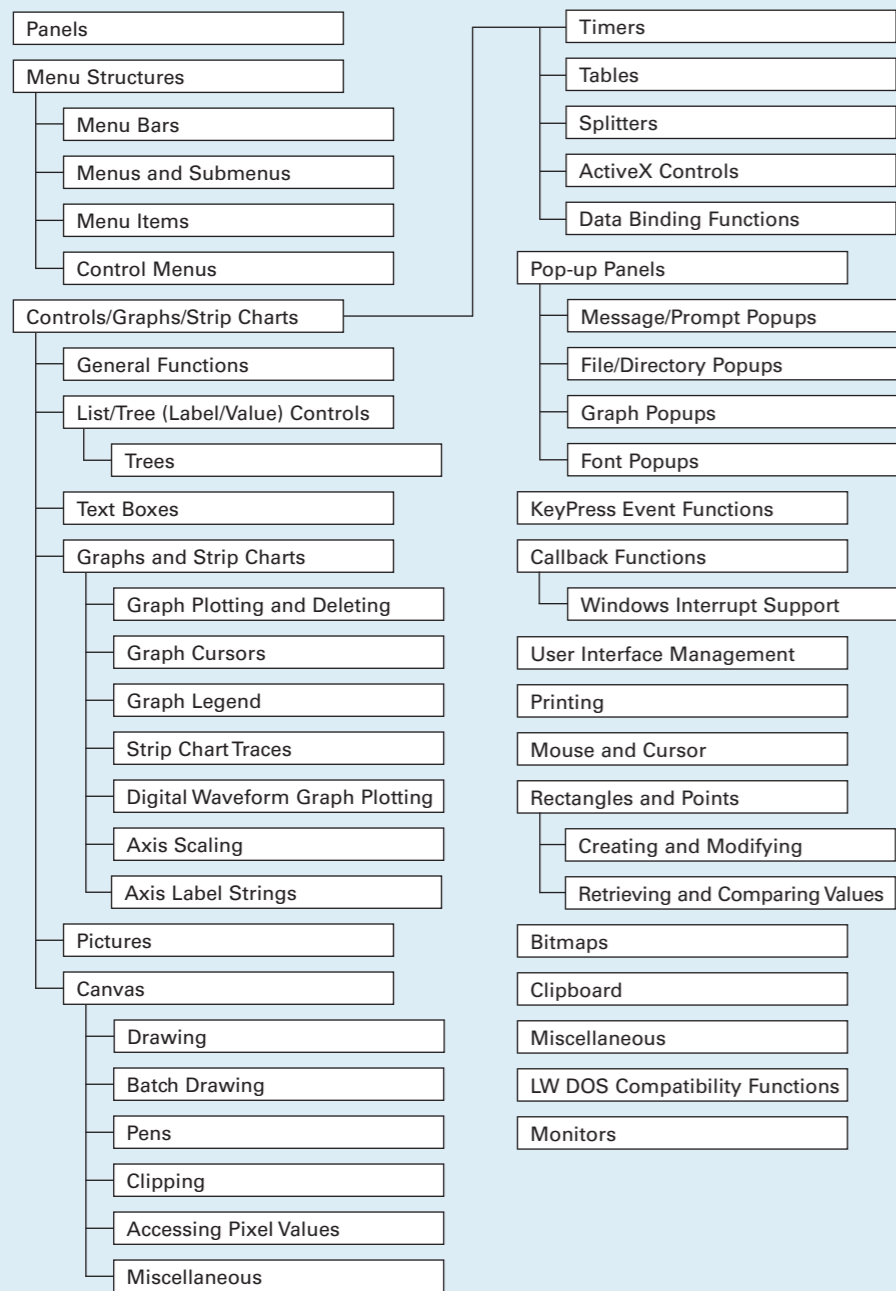 Panels
Menu Structures
Menu Bars
Menus and Submenus
Menu Items
Control Menus
Controls/Graphs/Strip Charts
General Functions
List/Tree (Label/Value) Controls
Trees
Text Boxes
Graphs and Strip Charts
Graph Plotting and Deleting
Graph Cursors
Graph Legend
Strip Chart Traces
Digital Waveform Graph Plotting
Axis Scaling
Axis Label Strings
Pictures
Canvas
Drawing
Batch Drawing
Pens
Clipping
Accessing Pixel Values
Miscellaneous
Timers
Tables
Splitters
ActiveX Controls
Data Binding Functions
Pop-up Panels
Message/Prompt Popups
File/Directory Popups
Graph Popups
Font Popups
KeyPress Event Functions
Callback Functions
Windows Interrupt Support
User Interface Management
Printing
Mouse and Cursor
Rectangles and Points
Creating and Modifying
Retrieving and Comparing Values
Bitmaps
Clipboard
Miscellaneous
LW DOS Compatibility Functions
Monitors